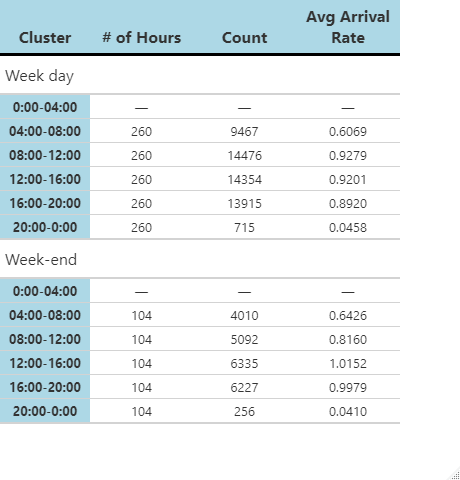 Cluster # of Hours Count Avg Arrival Rate
Week day
0:00-04:00 — — —
04:00-08:00 260 9467 0.6069
08:00-12:00 260 14476 0.9279
12:00-16:00 260 14354 0.9201
16:00-20:00 260 13915 0.8920
20:00-0:00 260 715 0.0458
Week-end
0:00-04:00 — — —
04:00-08:00 104 4010 0.6426
08:00-12:00 104 5092 0.8160
12:00-16:00 104 6335 1.0152
16:00-20:00 104 6227 0.9979
20:00-0:00 104 256 0.0410